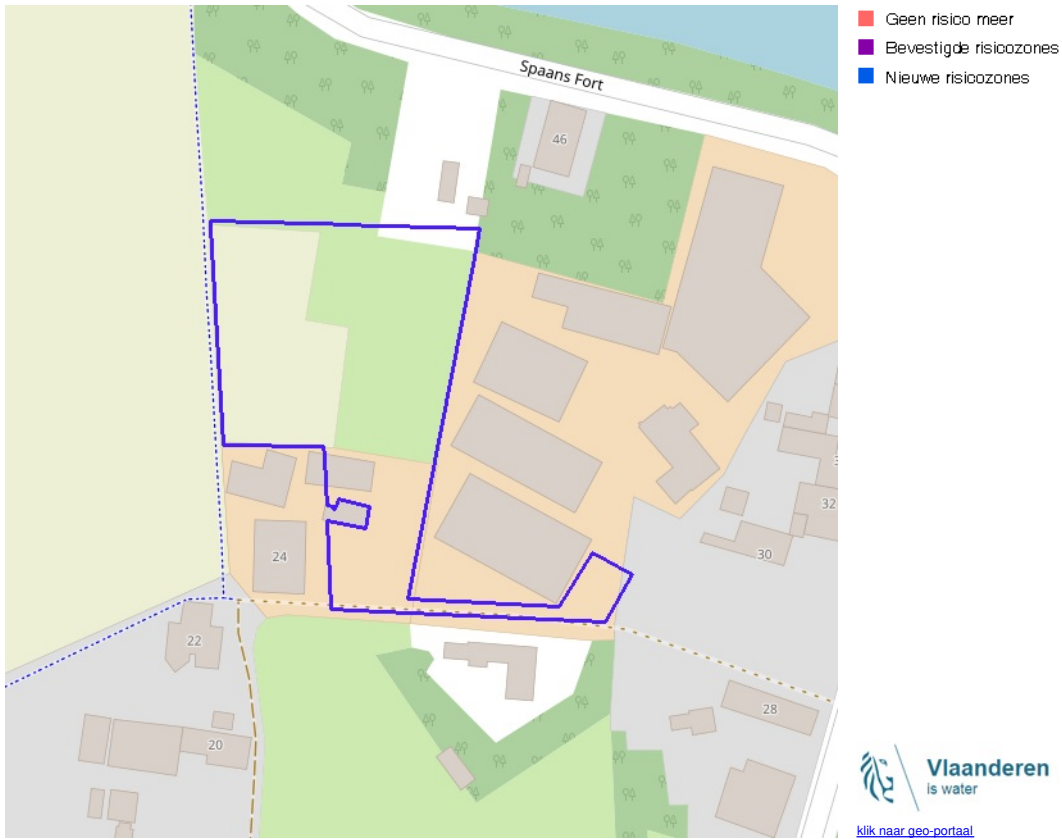 Geen risico meer
Bevestigde risicozones
Nieuwe risicozones
Spaans Fort
46
32
30
24
22
28
20
Vlaanderen
is water
klik naar geo-portaal